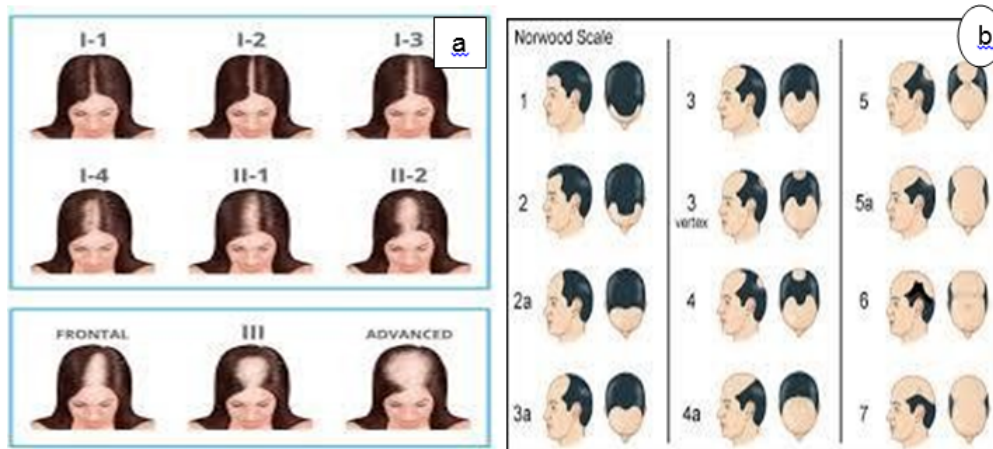 I-1 I-2 I-3
a
I-4 II-1 II-2
FRONTAL III ADVANCED
b
Norwood Scale
1
2
2a
3a
3
3
vertex
4
4a
5
5a
6
7